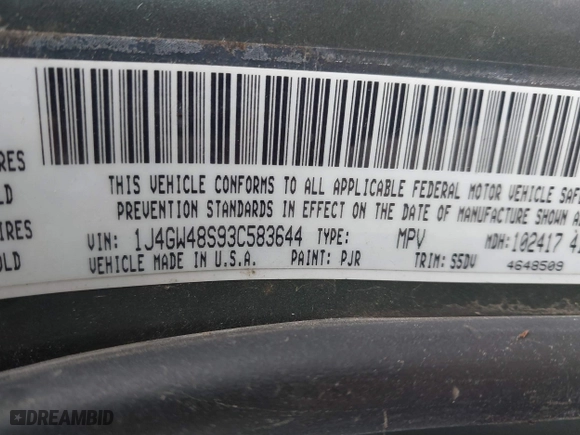 THIS VEHICLE CONFORMS TO ALL APPLICABLE FEDERAL MOTOR VEHICLE SAF
PREVENTION STANDARDS IN EFFECT ON THE DATE OF MANUFACTURE SHOWN
IRES
LD
IRES
OLD
VIN: 1J4GW48S93C583644 TYPE: MPV MDH:102417
VEHICLE MADE IN U.S.A. PAINT: PJR TRIM: S5DV 4648509
DREAMBID